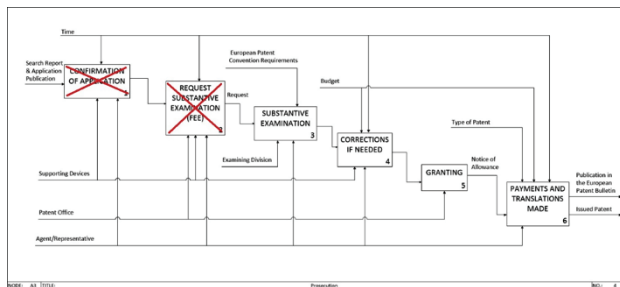 Time
Search Report
& Application
Publication
CONFIRMATION
OF APPLICATION
1
REQUEST
SUBSTANTIVE
EXAMINATION
(FEE)
2
European Patent
Convention Requirements
Request
SUBSTANTIVE
EXAMINATION
3
Examining Division
Budget
CORRECTIONS
IF NEEDED
4
Type of Patent
GRANTING
5
Notice of
Allowance
PAYMENTS AND
TRANSLATIONS
MADE
6
Publication in
the European
Patent Bulletin
Issued Patent
Supporting Devices
Patent Office
Agent/Representative
NODE: A3 TITLE: Prosecution NO.: 4